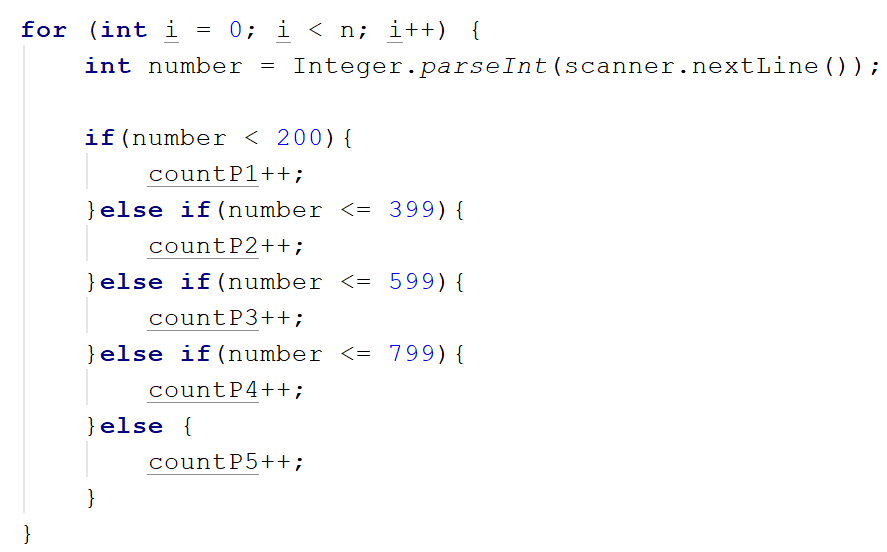 for (int i = 0; i < n; i++) {
    int number = Integer.parseInt(scanner.nextLine());
    if(number < 200){
        countP1++;
    }else if(number <= 399){
        countP2++;
    }else if(number <= 599){
        countP3++;
    }else if(number <= 799){
        countP4++;
    }else {
        countP5++;
    }
}